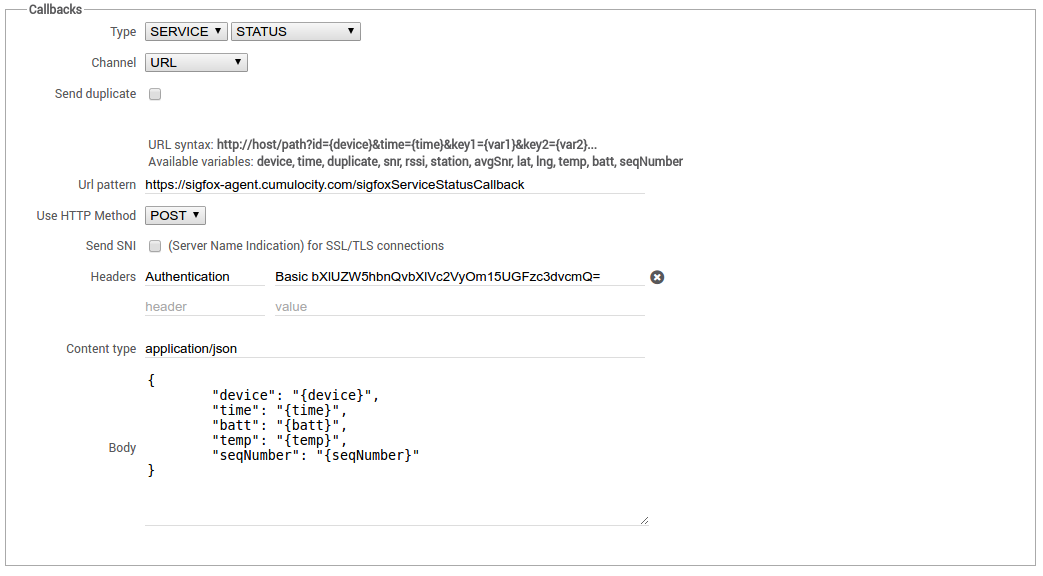 Callbacks
Type SERVICE STATUS
Channel URL
Send duplicate
URL syntax: http://host/path?id={device}&time={time}&key1={var1}&key2={var2}...
Available variables: device, time, duplicate, snr, rssi, station, avgSnr, lat, lng, temp, batt, seqNumber
Url pattern https://sigfox-agent.cumulocity.com/sigfoxServiceStatusCallback
Use HTTP Method POST
Send SNI (Server Name Indication) for SSL/TLS connections
Headers Authentication Basic bXlUZW5hbnQvbXlVc2VyOm15UGFzc3dvcmQ=
header value
Content type application/json
{
"device": "{device}",
"time": "{time}",
"batt": "{batt}",
"temp": "{temp}",
Body
"seqNumber": "{seqNumber}"
}